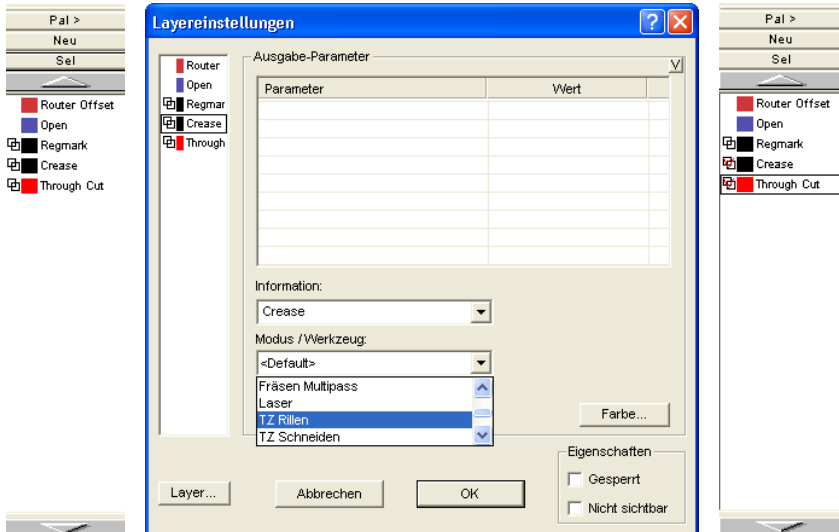 Pal >
Neu
Sel
Router Offset
Open
Regmark
Crease
Through Cut
Layereinstellungen
Router
Open
Regmar
Crease
Through
Ausgabe-Parameter
V
Parameter Wert
Information:
Crease
Modus / Werkzeug:
<Default>
Fräsen Multipass
Laser
TZ Rillen
TZ Schneiden
Farbe...
Eigenschaften
Gesperrt
Nicht sichtbar
Layer...
Abbrechen
OK
Pal >
Neu
Sel
Router Offset
Open
Regmark
Crease
Through Cut